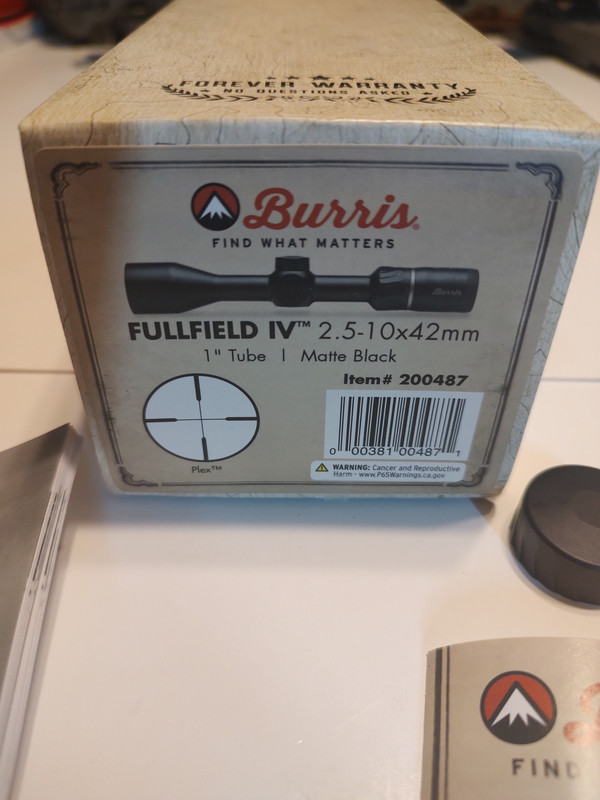 FOREVER WARRANTY
NO QUESTIONS ASKED
Burris®
FIND WHAT MATTERS
Burris
FULLFIELD IV™ 2.5-10x42mm
1" Tube | Matte Black
Item# 200487
0 00381 00487 1
Plex™
WARNING: Cancer and Reproductive
Harm - www.P65Warnings.ca.gov
FIND